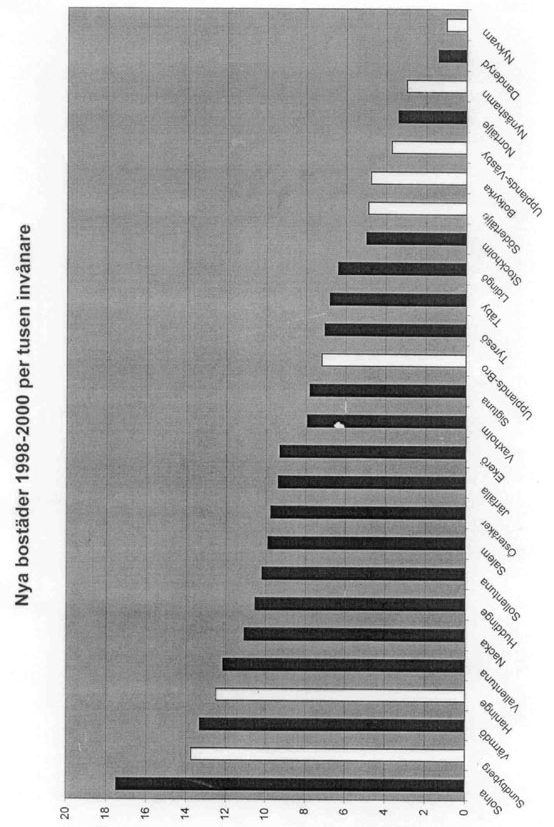 Nya bostäder 1998-2000 per tusen invånare
20
18
16
14
12
10
8
6
4
2
0
Solna
Sundbyberg
Värmdö
Haninge
Vallentuna
Nacka
Huddinge
Sollentuna
Salem
Österåker
Järfälla
Ekerö
Vaxholm
Sigtuna
Upplands-Bro
Tyresö
Täby
Lidingö
Stockholm
Södertälje
Botkyrka
Upplands-Väsby
Norrtälje
Nynäshamn
Danderyd
Nykvarn